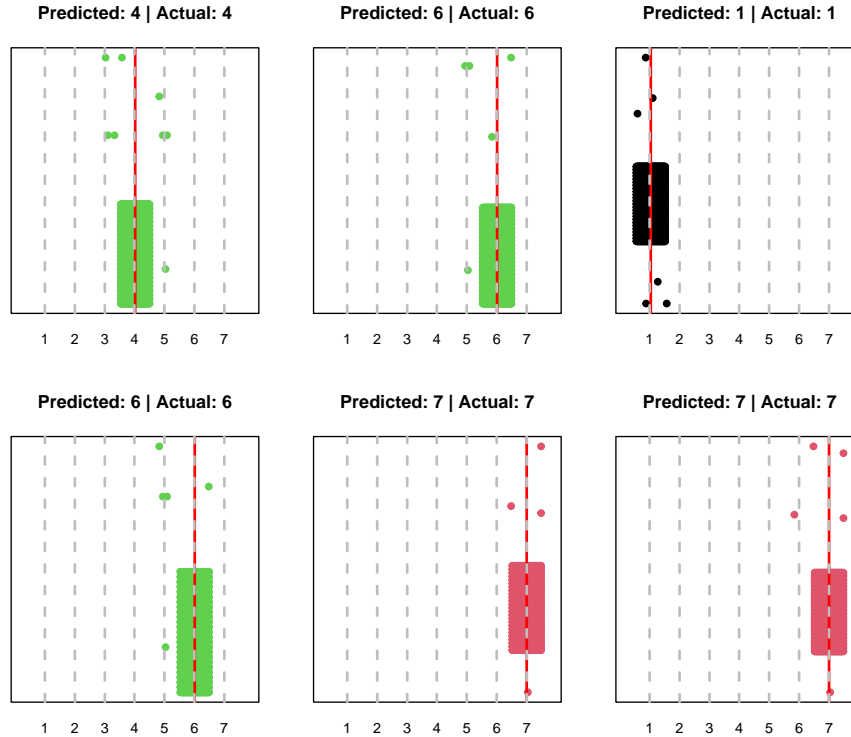 Predicted: 4 | Actual: 4
Predicted: 6 | Actual: 6
Predicted: 1 | Actual: 1
1 2 3 4 5 6 7
1 2 3 4 5 6 7
1 2 3 4 5 6 7
Predicted: 6 | Actual: 6
Predicted: 7 | Actual: 7
Predicted: 7 | Actual: 7
1 2 3 4 5 6 7
1 2 3 4 5 6 7
1 2 3 4 5 6 7